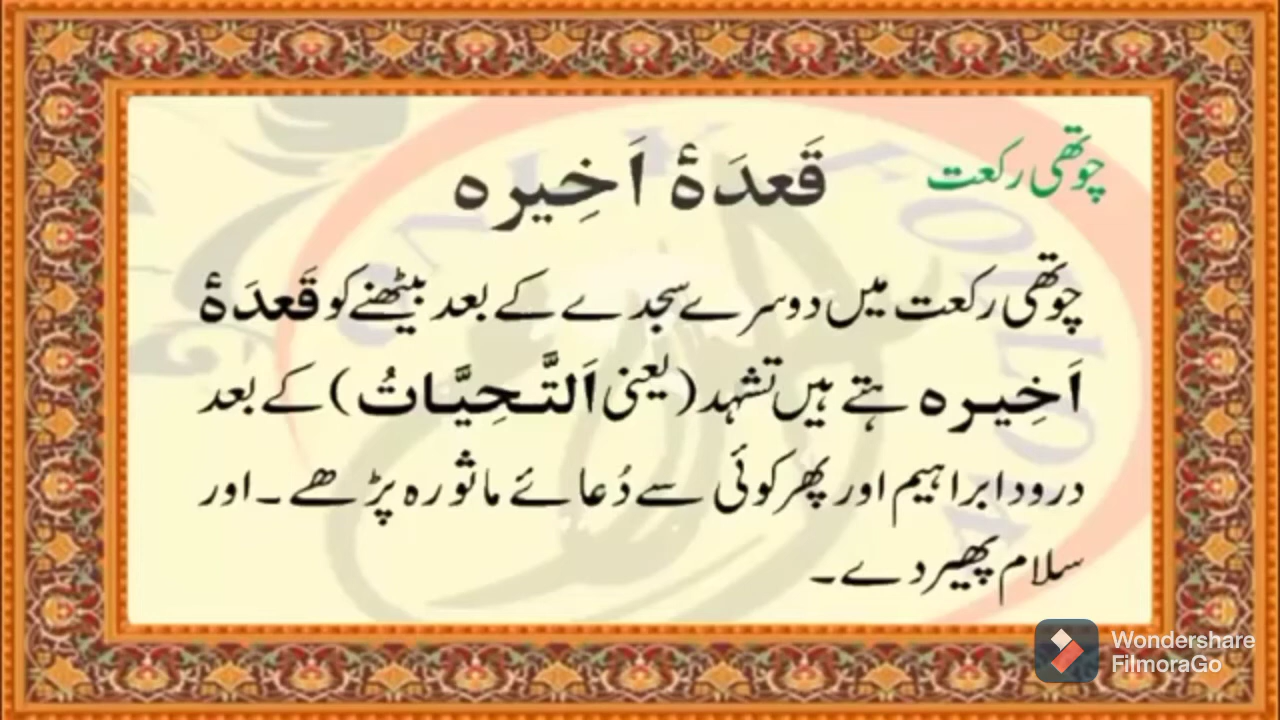 چوتھی رکعت
قَعدَۂ اَخِیرہ
چوتھی رکعت میں دوسرے سجدے کے بعد بیٹھنے کو قَعدَۂ
اَخِیرہ ہتے ہیں تشہد (یعنی اَلتَّحِیَّاتُ) کے بعد
درود ابراہیم اور پھر کوئی سے دُعائے ماثورہ پڑھے۔ اور
سلام پھیر دے۔
Wondershare
FilmoraGo